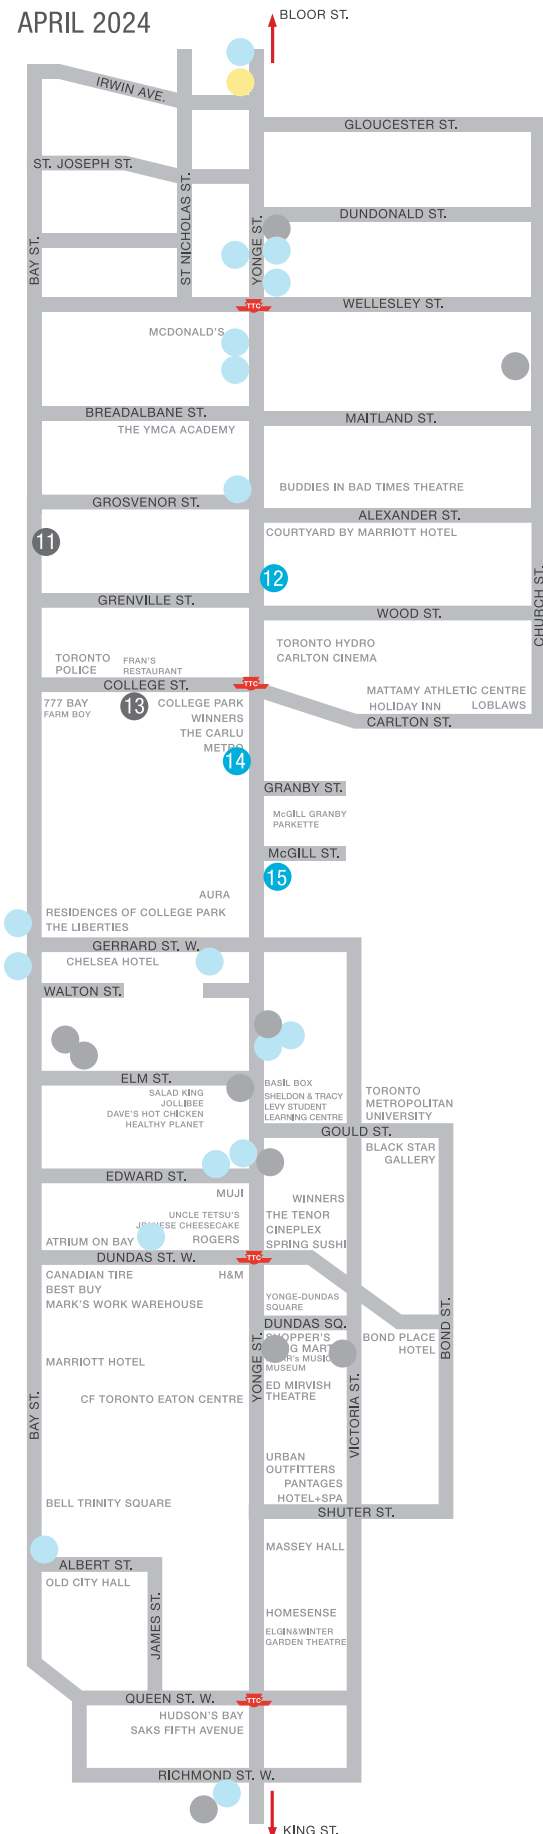 APRIL 2024
BLOOR ST.
IRWIN AVE.
GLOUCESTER ST.
ST. JOSEPH ST.
ST NICHOLAS ST.
DUNDONALD ST.
BAY ST.
YONGE ST.
TTC
WELLESLEY ST.
MCDONALD'S
BREADALBANE ST.
MAITLAND ST.
THE YMCA ACADEMY
BUDDIES IN BAD TIMES THEATRE
GROSVENOR ST.
ALEXANDER ST.
COURTYARD BY MARRIOTT HOTEL
11
12
CHURCH ST.
GRENVILLE ST.
WOOD ST.
TORONTO HYDRO
CARLTON CINEMA
TORONTO
POLICE
FRAN'S
RESTAURANT
COLLEGE ST.
TTC
MATTAMY ATHLETIC CENTRE
HOLIDAY INN
LOBLAWS
CARLTON ST.
777 BAY
FARM BOY
13
COLLEGE PARK
WINNERS
THE CARLU
METRO
14
GRANBY ST.
McGILL GRANBY
PARKETTE
McGILL ST.
15
AURA
RESIDENCES OF COLLEGE PARK
THE LIBERTIES
GERRARD ST. W.
CHELSEA HOTEL
WALTON ST.
ELM ST.
SALAD KING
JOLLIBEE
DAVE'S HOT CHICKEN
HEALTHY PLANET
BASIL BOX
SHELDON & TRACY
LEVY STUDENT
LEARNING CENTRE
TORONTO
METROPOLITAN
UNIVERSITY
GOULD ST.
BLACK STAR
GALLERY
EDWARD ST.
MUJI
WINNERS
UNCLE TETSU'S
CHEESECAKE
ROGERS
THE TENOR
CINEPLEX
SPRING SUSHI
ATRIUM ON BAY
DUNDAS ST. W.
TTC
CANADIAN TIRE
BEST BUY
MARK'S WORK WAREHOUSE
H&M
YONGE-DUNDAS
SQUARE
DUNDAS SQ.
BOND ST.
SHOPPER'S
MART
MUSIC
MUSEUM
BOND PLACE
HOTEL
MARRIOTT HOTEL
YONGE ST.
CF TORONTO EATON CENTRE
ED MIRVISH
THEATRE
BAY ST.
VICTORIA ST.
URBAN
OUTFITTERS
PANTAGES
HOTEL+SPA
BELL TRINITY SQUARE
SHUTER ST.
MASSEY HALL
ALBERT ST.
OLD CITY HALL
JAMES ST.
HOMESENSE
ELGIN&WINTER
GARDEN THEATRE
QUEEN ST. W.
TTC
HUDSON'S BAY
SAKS FIFTH AVENUE
RICHMOND ST. W.
KING ST.